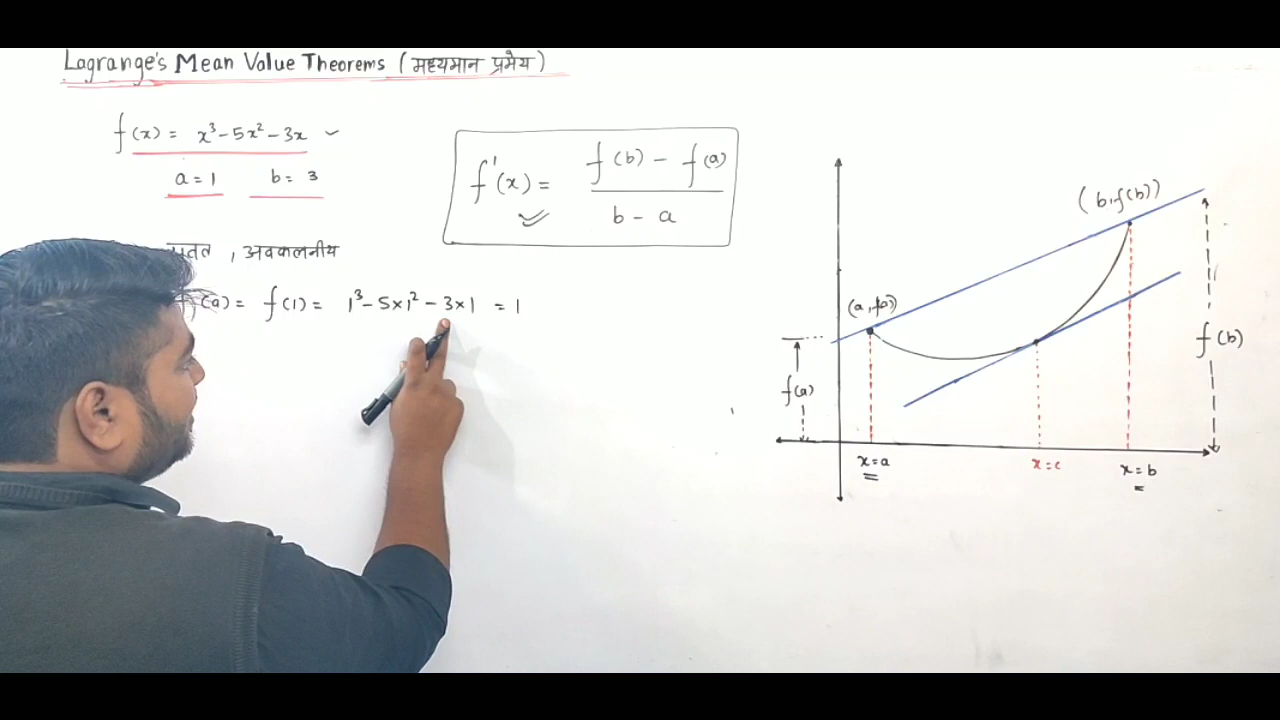 Lagrange's Mean Value Theorems (मध्यमान प्रमेय)
f(x) = x³-5x²-3x
a=1 b= 3
, अवकलनीय
(a) = f(1) = 1³-5×1²-3×1 = 1
f'(x) = f(b) - f(a)
b - a
(b,f(b))
(a,f(a))
f(a)
f(b)
x=a
x=c
x=b